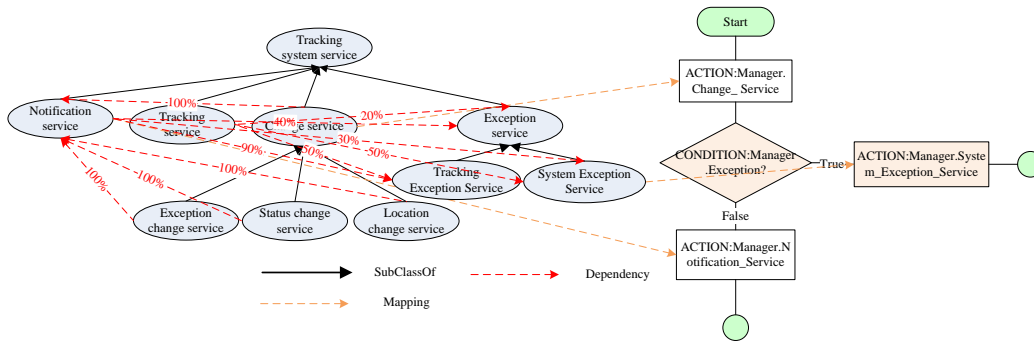 Tracking
system service
Notification
service
Tracking
service
service
Exception
service
Tracking
Exception Service
System Exception
Service
Exception
change service
Status change
service
Location
change service
100%
20%
40%
30%
90%
50%
50%
100%
100%
100%
SubClassOf
Dependency
Mapping
Start
ACTION:Manager.
Change_ Service
CONDITION:Manager
.Exception?
True
ACTION:Manager.Syste
m_Exception_Service
False
ACTION:Manager.N
otification_Service